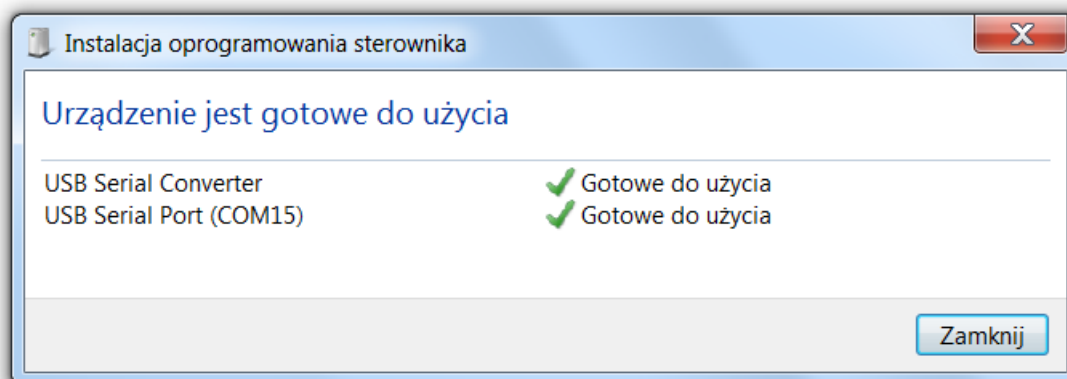 Instalacja oprogramowania sterownika
Urządzenie jest gotowe do użycia
USB Serial Converter Gotowe do użycia
USB Serial Port (COM15) Gotowe do użycia
Zamknij